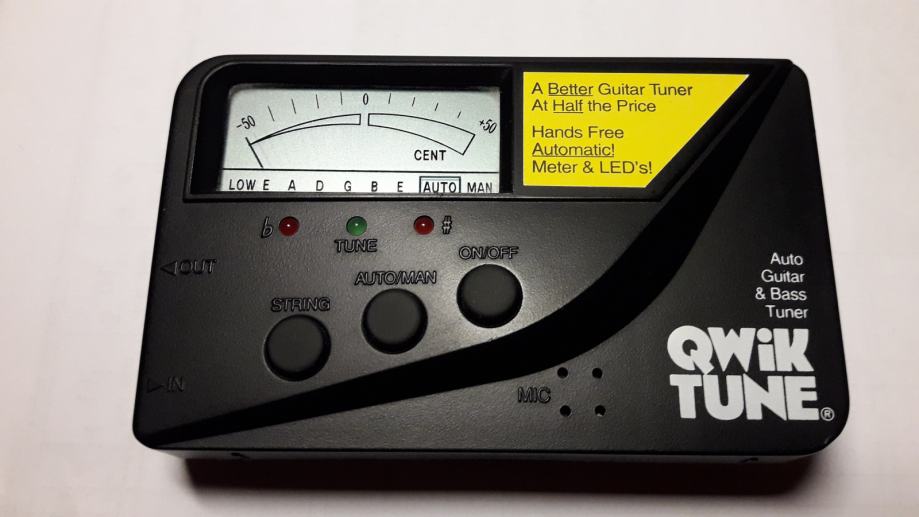 -50 0 +50
CENT
LOW E A D G B E AUTO MAN
A Better Guitar Tuner
At Half the Price
Hands Free
Automatic!
Meter & LED's!
♭ ♯
TUNE
ON/OFF
OUT
AUTO/MAN
STRING
IN
MIC
Auto
Guitar
& Bass
Tuner
QWiK
TUNE®